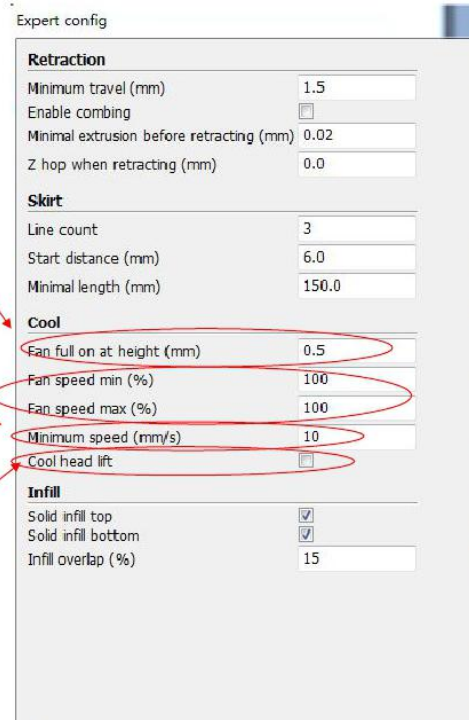 Expert config
Retraction
Minimum travel (mm) 1.5
Enable combing
Minimal extrusion before retracting (mm) 0.02
Z hop when retracting (mm) 0.0
Skirt
Line count 3
Start distance (mm) 6.0
Minimal length (mm) 150.0
Cool
Fan full on at height (mm) 0.5
Fan speed min (%) 100
Fan speed max (%) 100
Minimum speed (mm/s) 10
Cool head lift
Infill
Solid infill top
Solid infill bottom
Infill overlap (%) 15